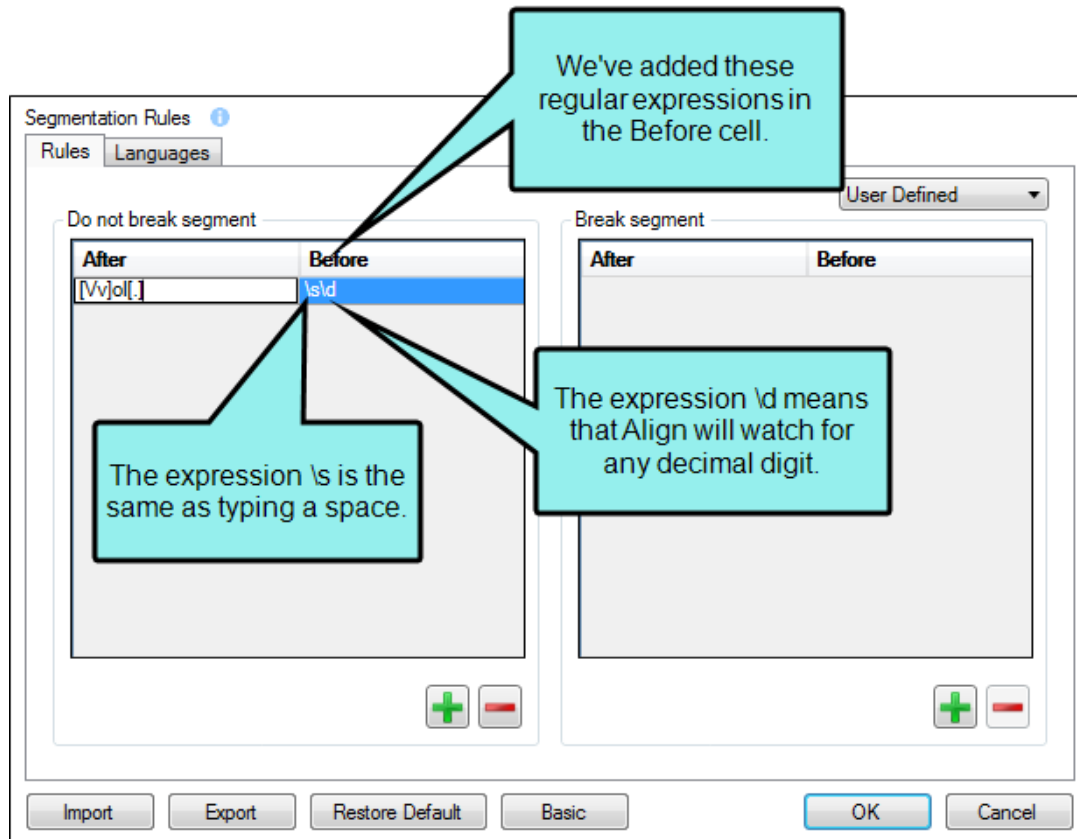 We've added these
regular expressions in
the Before cell.
Segmentation Rules
Rules Languages
User Defined
Do not break segment
Break segment
After Before
After Before
[Vv]ol[.]
\s\d
The expression \d means
that Align will watch for
any decimal digit.
The expression \s is the
same as typing a space.
Import Export Restore Default Basic OK Cancel